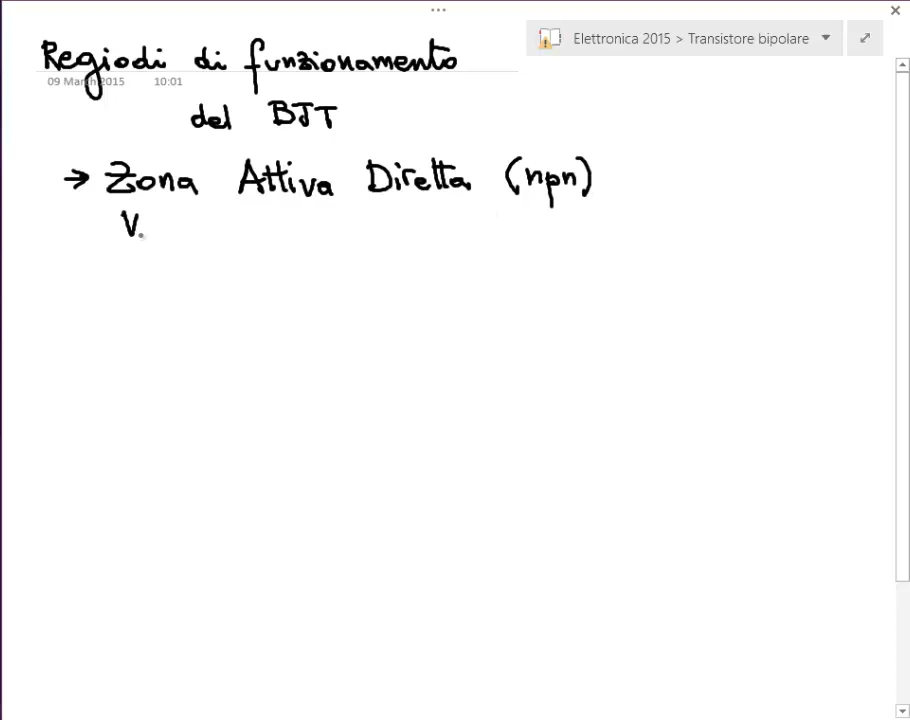 ...
Elettronica 2015 > Transistore bipolare
Regiodi di funzionamento
09 March 2015 10:01
del BJT
→ Zona Attiva Diretta (npn)
V.